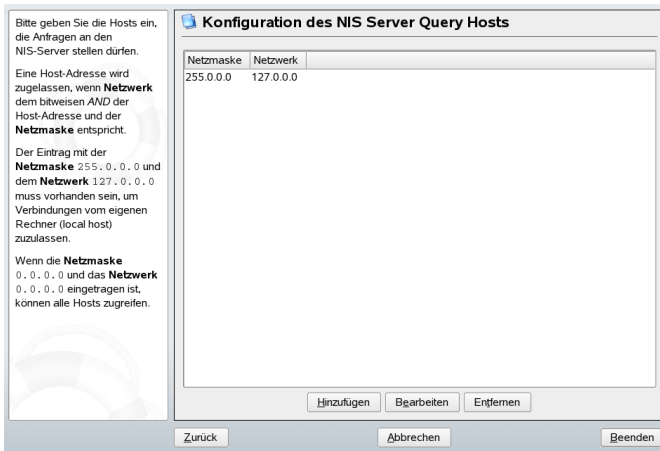 Bitte geben Sie die Hosts ein,
die Anfragen an den
NIS-Server stellen dürfen.
Eine Host-Adresse wird
zugelassen, wenn Netzwerk
dem bitweisen AND der
Host-Adresse und der
Netzmaske entspricht.
Der Eintrag mit der
Netzmaske 255.0.0.0 und
dem Netzwerk 127.0.0.0
muss vorhanden sein, um
Verbindungen vom eigenen
Rechner (local host)
zuzulassen.
Wenn die Netzmaske
0.0.0.0 und das Netzwerk
0.0.0.0 eingetragen ist,
können alle Hosts zugreifen.
Konfiguration des NIS Server Query Hosts
Netzmaske Netzwerk
255.0.0.0 127.0.0.0
Hinzufügen Bearbeiten Entfernen
Zurück Abbrechen Beenden